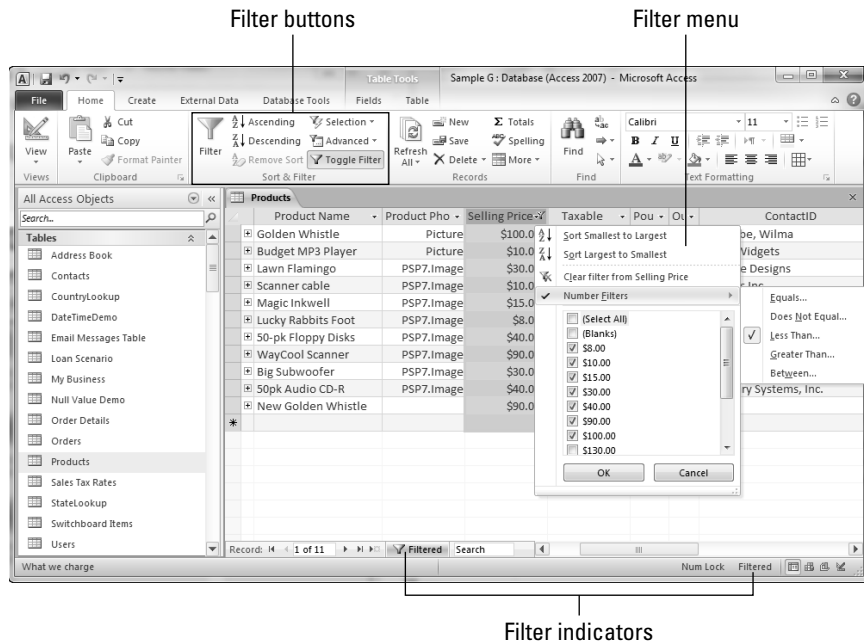 Filter buttons
Filter menu
Table Tools
Sample G : Database (Access 2007) - Microsoft Access
File Home Create External Data Database Tools Fields Table
View
Views
Paste
Cut
Copy
Format Painter
Clipboard
Filter
Ascending
Descending
Remove Sort
Selection
Advanced
Toggle Filter
Sort & Filter
Refresh All
New
Save
Delete
Totals
Spelling
More
Records
Find
Find
Calibri 11
B I U
A
Text Formatting
All Access Objects
Search...
Tables
Address Book
Contacts
CountryLookup
DateTimeDemo
Email Messages Table
Loan Scenario
My Business
Null Value Demo
Order Details
Orders
Products
Sales Tax Rates
StateLookup
Switchboard Items
Users
Products
Product Name Product Pho Selling Price Taxable Pou Ou ContactID
Golden Whistle Picture $100.0 be, Wilma
Budget MP3 Player Picture $10.0 Widgets
Lawn Flamingo PSP7.Image $30.0 e Designs
Scanner cable PSP7.Image $10.0 Inc.
Magic Inkwell PSP7.Image $15.0
Lucky Rabbits Foot PSP7.Image $8.0
50-pk Floppy Disks PSP7.Image $40.0
WayCool Scanner PSP7.Image $90.0
Big Subwoofer PSP7.Image $30.0
50pk Audio CD-R PSP7.Image $40.0 ry Systems, Inc.
New Golden Whistle $90.0
Sort Smallest to Largest
Sort Largest to Smallest
Clear filter from Selling Price
Number Filters
(Select All)
(Blanks)
$8.00
$10.00
$15.00
$30.00
$40.00
$90.00
$100.00
$130.00
OK Cancel
Equals...
Does Not Equal...
Less Than...
Greater Than...
Between...
Record: 1 of 11 Filtered Search
What we charge Num Lock Filtered
Filter indicators